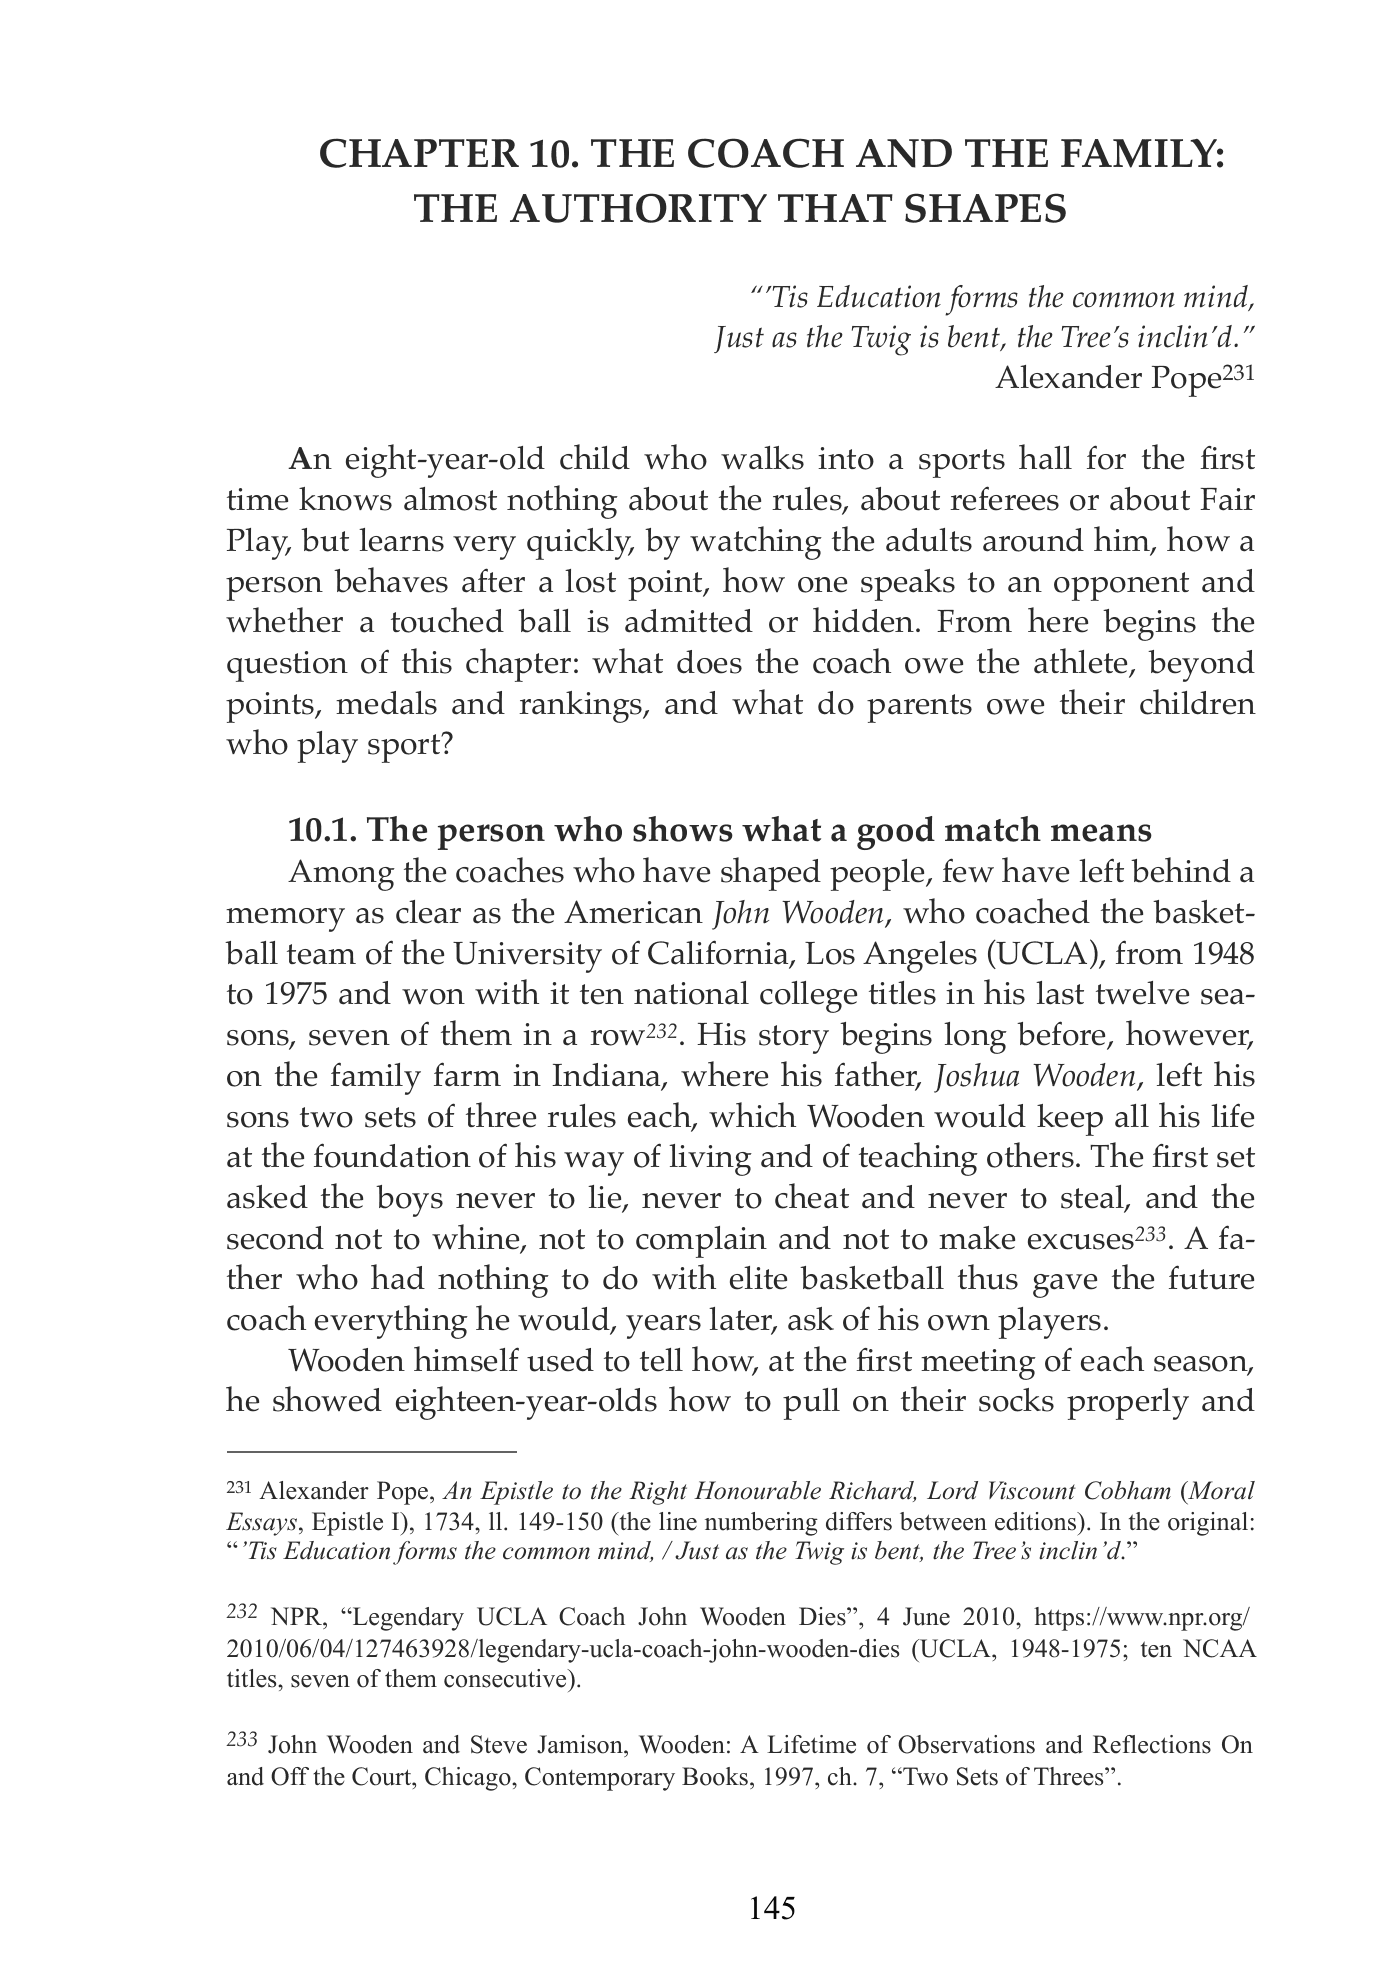 CHAPTER 10. THE COACH AND THE FAMILY:
THE AUTHORITY THAT SHAPES
“’Tis Education forms the common mind,
Just as the Twig is bent, the Tree’s inclin’d.”
Alexander Pope231
An eight-year-old child who walks into a sports hall for the first
time knows almost nothing about the rules, about referees or about Fair
Play, but learns very quickly, by watching the adults around him, how a
person behaves after a lost point, how one speaks to an opponent and
whether a touched ball is admitted or hidden. From here begins the
question of this chapter: what does the coach owe the athlete, beyond
points, medals and rankings, and what do parents owe their children
who play sport?
10.1. The person who shows what a good match means
Among the coaches who have shaped people, few have left behind a
memory as clear as the American John Wooden, who coached the basket-
ball team of the University of California, Los Angeles (UCLA), from 1948
to 1975 and won with it ten national college titles in his last twelve sea-
sons, seven of them in a row232. His story begins long before, however,
on the family farm in Indiana, where his father, Joshua Wooden, left his
sons two sets of three rules each, which Wooden would keep all his life
at the foundation of his way of living and of teaching others. The first set
asked the boys never to lie, never to cheat and never to steal, and the
second not to whine, not to complain and not to make excuses233. A fa-
ther who had nothing to do with elite basketball thus gave the future
coach everything he would, years later, ask of his own players.
Wooden himself used to tell how, at the first meeting of each season,
he showed eighteen-year-olds how to pull on their socks properly and
231 Alexander Pope, An Epistle to the Right Honourable Richard, Lord Viscount Cobham (Moral
Essays, Epistle I), 1734, ll. 149-150 (the line numbering differs between editions). In the original:
“’Tis Education forms the common mind, / Just as the Twig is bent, the Tree’s inclin’d.”
232 NPR, “Legendary UCLA Coach John Wooden Dies”, 4 June 2010, https://www.npr.org/
2010/06/04/127463928/legendary-ucla-coach-john-wooden-dies (UCLA, 1948-1975; ten NCAA
titles, seven of them consecutive).
233 John Wooden and Steve Jamison, Wooden: A Lifetime of Observations and Reflections On
and Off the Court, Chicago, Contemporary Books, 1997, ch. 7, “Two Sets of Threes”.
145